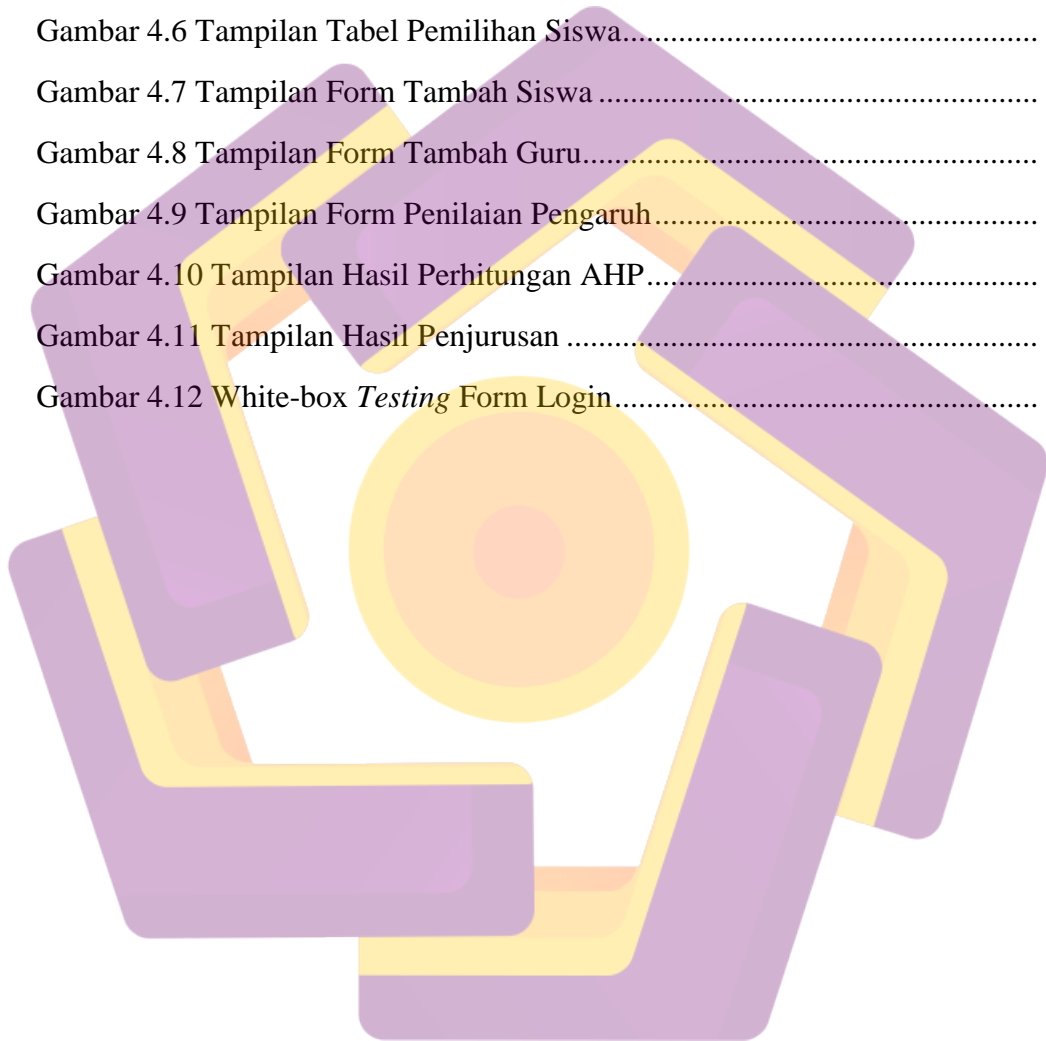 Gambar 4.6 Tampilan Tabel Pemilihan Siswa....................................................
Gambar 4.7 Tampilan Form Tambah Siswa ........................................................
Gambar 4.8 Tampilan Form Tambah Guru..........................................................
Gambar 4.9 Tampilan Form Penilaian Pengaruh................................................
Gambar 4.10 Tampilan Hasil Perhitungan AHP.................................................
Gambar 4.11 Tampilan Hasil Penjurusan ...........................................................
Gambar 4.12 White-box Testing Form Login.....................................................